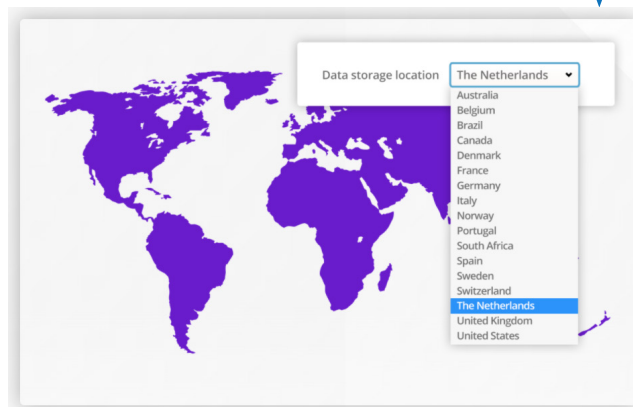 Data storage location The Netherlands
Australia
Belgium
Brazil
Canada
Denmark
France
Germany
Italy
Norway
Portugal
South Africa
Spain
Sweden
Switzerland
The Netherlands
United Kingdom
United States